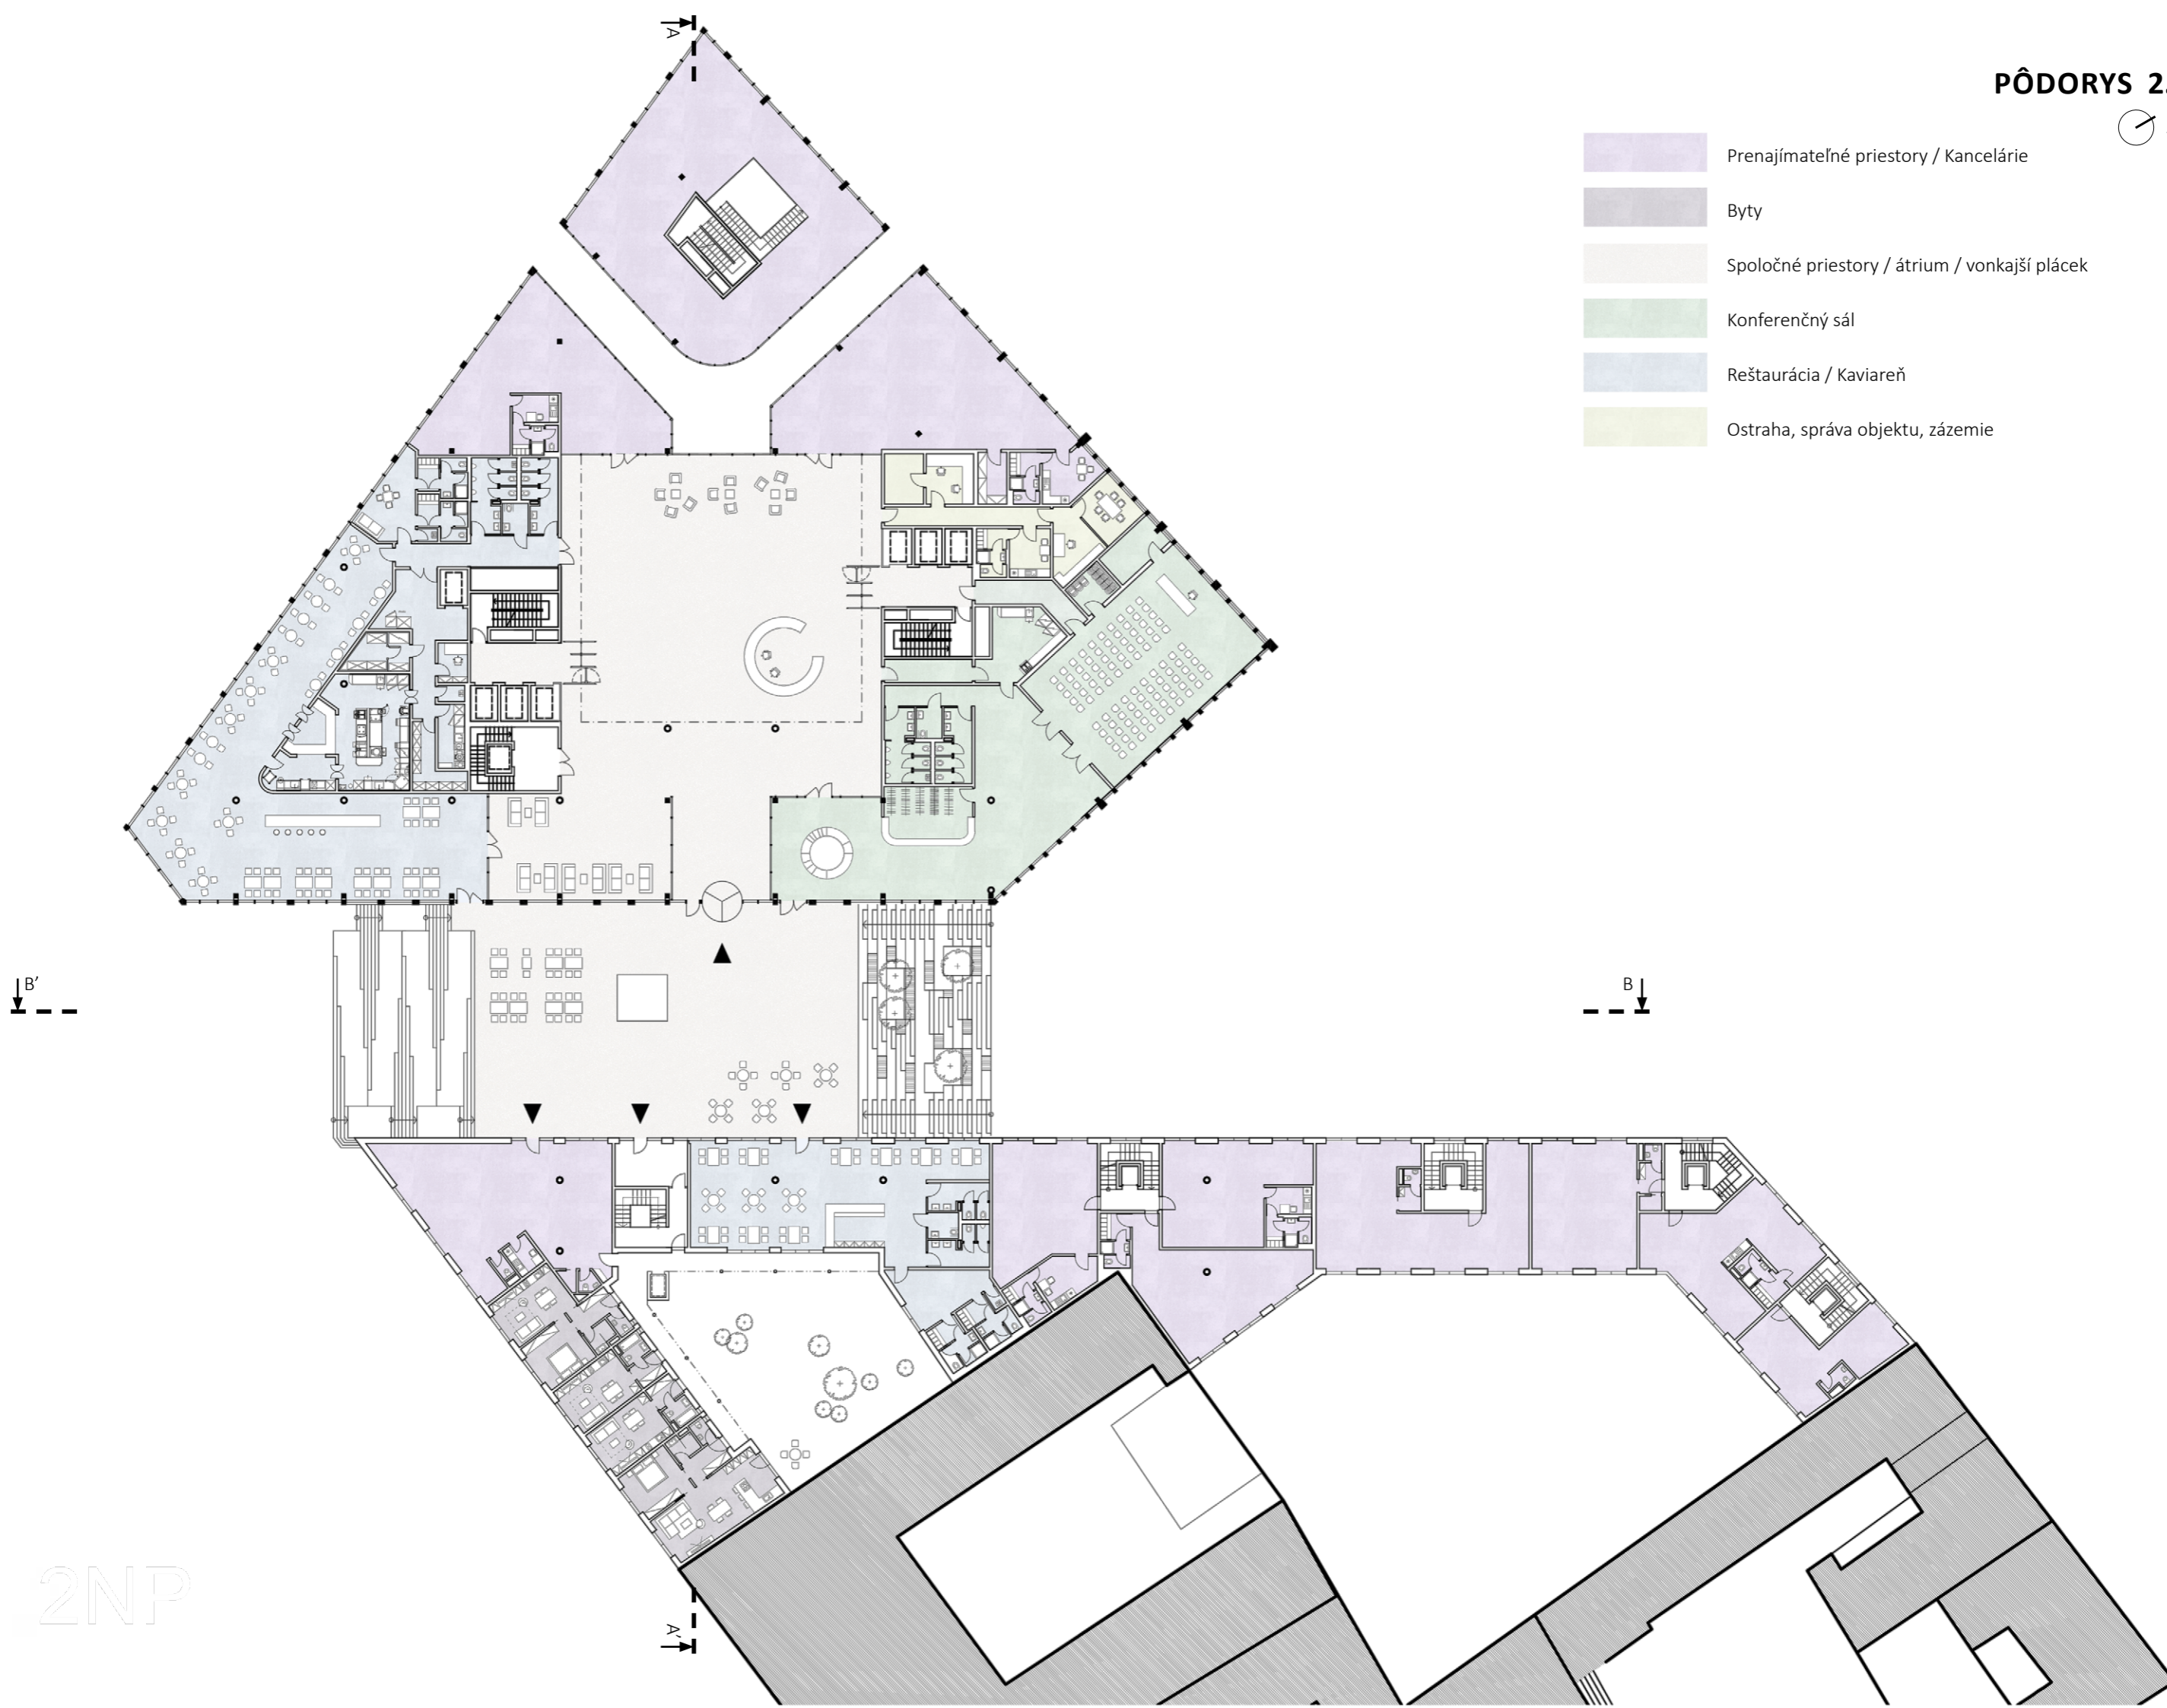 A
PÔDORYS 2.
Prenajímateľné priestory / Kancelárie
Byty
Spoločné priestory / átrium / vonkajší plácek
Konferenčný sál
Reštaurácia / Kaviareň
Ostraha, správa objektu, zázemie
B'
B
2NP
A'